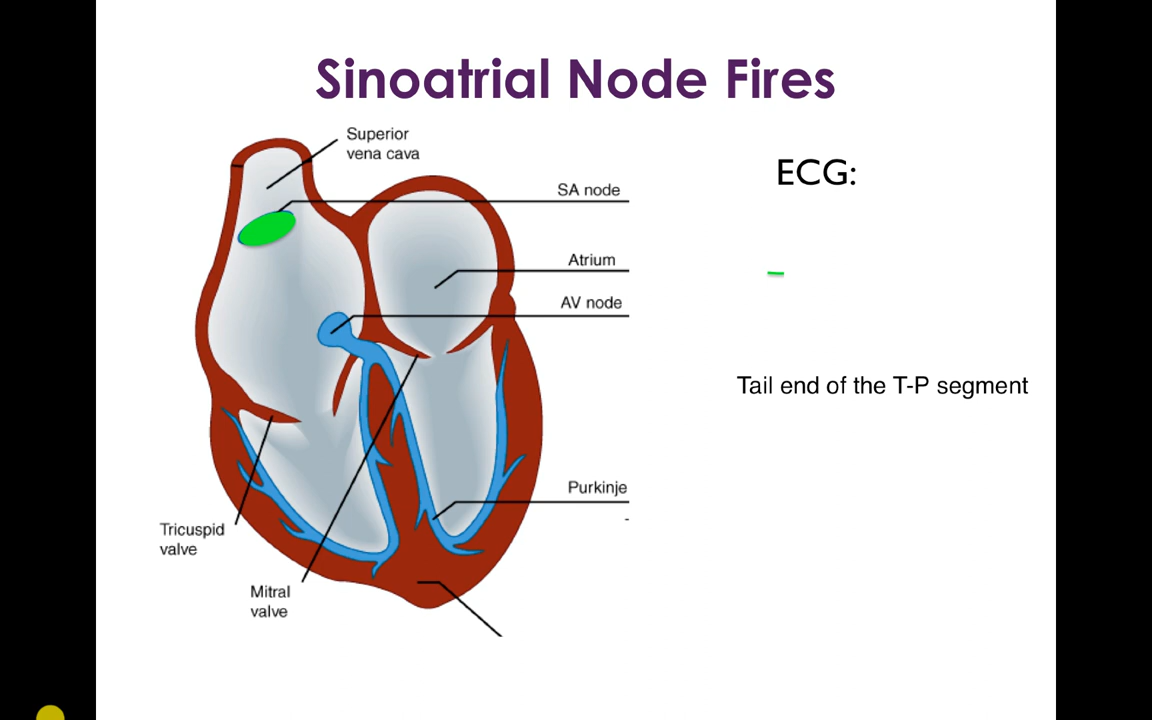 Sinoatrial Node Fires
Superior
vena cava
SA node
Atrium
AV node
Purkinje
-
Tricuspid
valve
Mitral
valve
ECG:
Tail end of the T-P segment